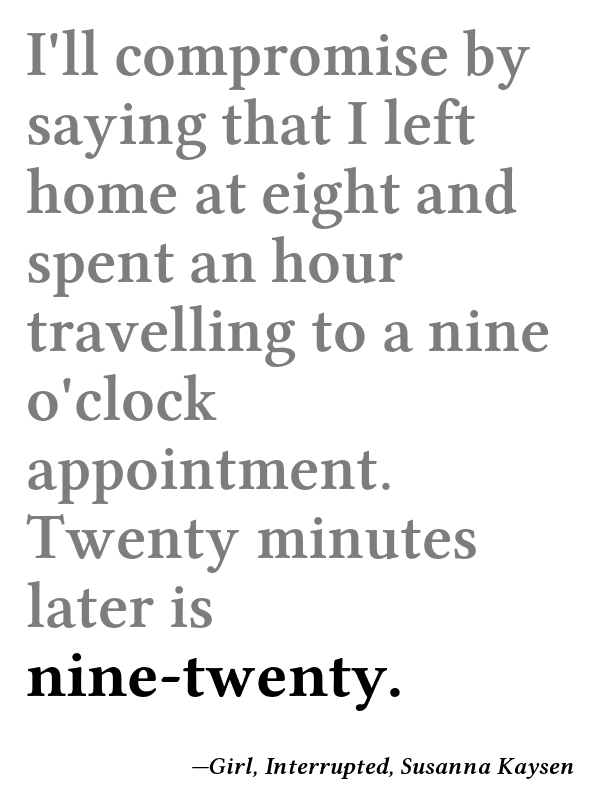 I'll compromise by
saying that I left
home at eight and
spent an hour
travelling to a nine
o'clock
appointment.
Twenty minutes
later is
nine-twenty.
—Girl, Interrupted, Susanna Kaysen